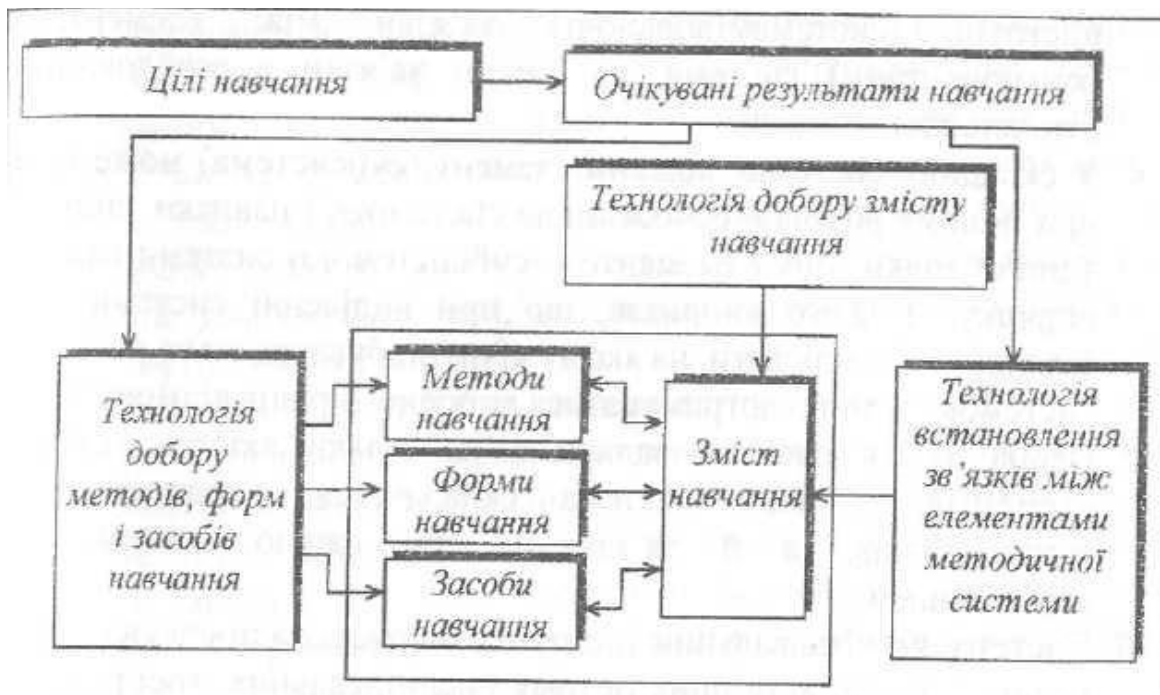 Цілі навчання
Очікувані результати навчання
Технологія добору змісту
навчання
Технологія
добору
методів, форм
і засобів
навчання
Методи
навчання
Форми
навчання
Засоби
навчання
Зміст
навчання
Технологія
встановлення
зв'язків між
елементами
методичної
системи